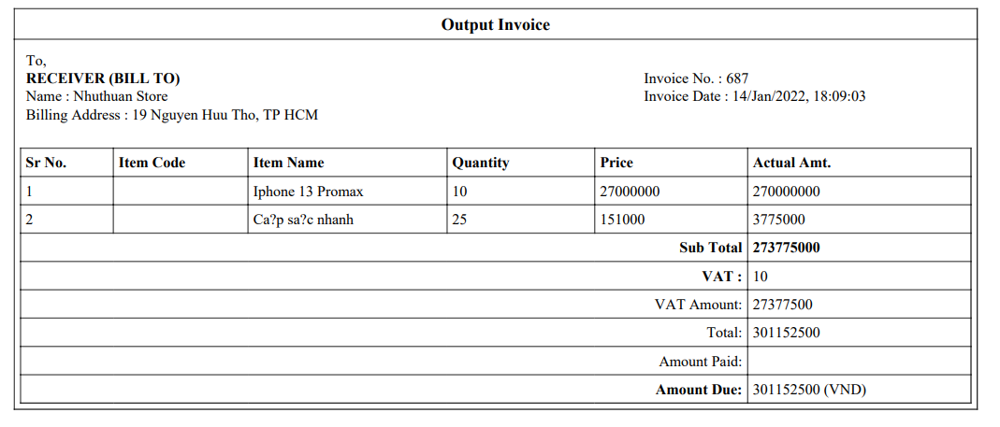 Output Invoice
To,
RECEIVER (BILL TO)
Name : Nhuthuan Store
Billing Address : 19 Nguyen Huu Tho, TP HCM
Invoice No. : 687
Invoice Date : 14/Jan/2022, 18:09:03
Sr No. Item Code Item Name Quantity Price Actual Amt.
1 Iphone 13 Promax 10 27000000 270000000
2 Ca?p sa?c nhanh 25 151000 3775000
Sub Total 273775000
VAT : 10
VAT Amount: 27377500
Total: 301152500
Amount Paid:
Amount Due: 301152500 (VND)